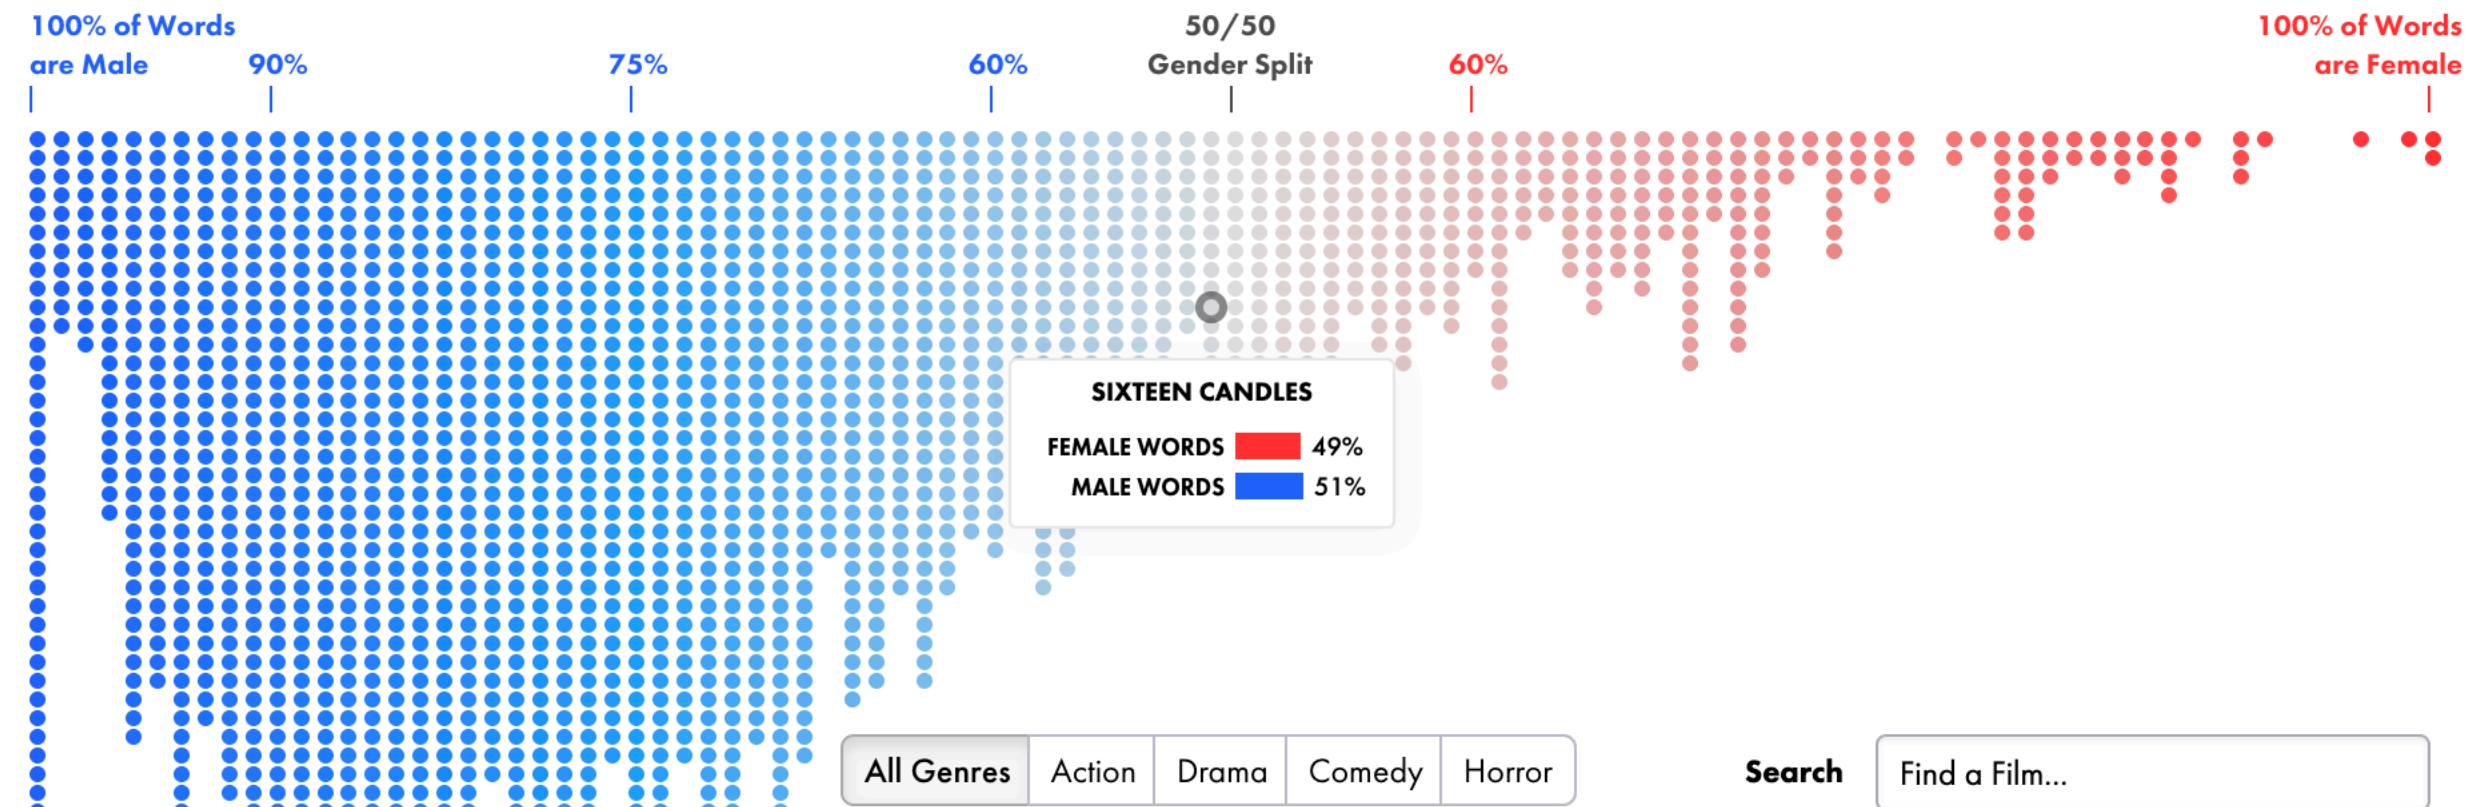 100% of Words
are Male
90%
75%
60%
50/50
Gender Split
60%
100% of Words
are Female
SIXTEEN CANDLES
FEMALE WORDS 49%
MALE WORDS 51%
All Genres Action Drama Comedy Horror
Search Find a Film...